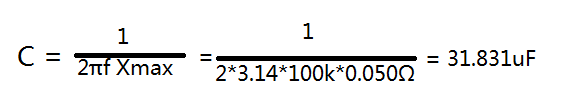 C = 1 / 2πf Xmax = 1 / 2*3.14*100k*0.050Ω = 31.831uF